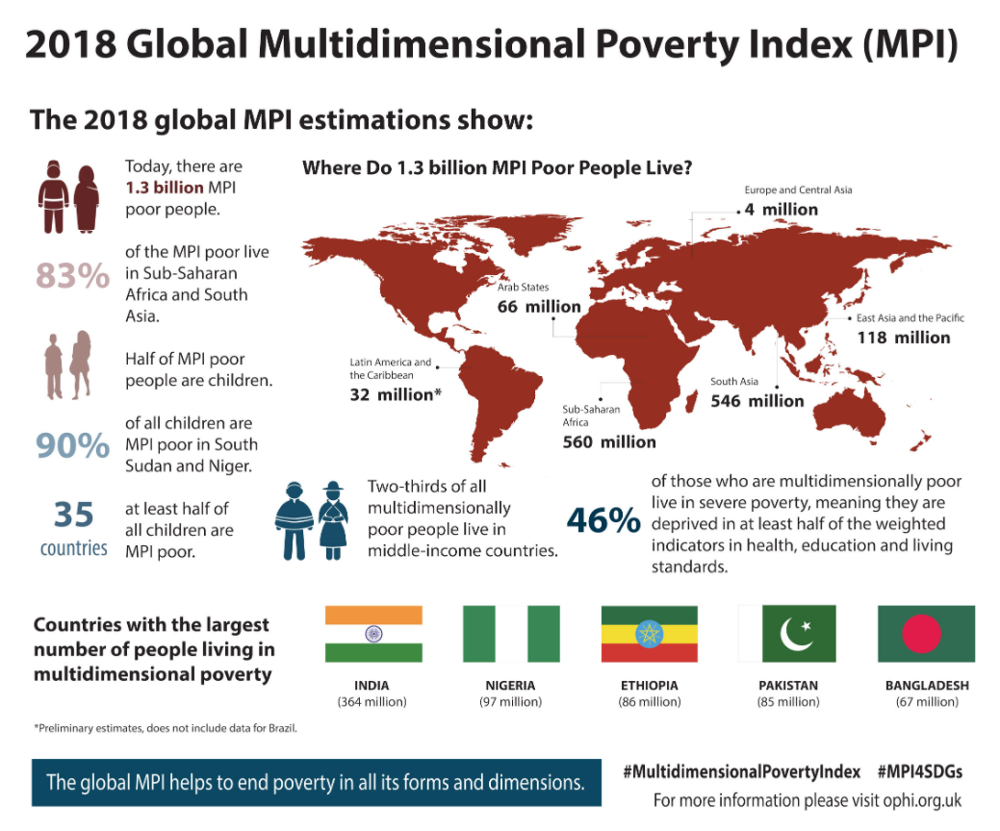 2018 Global Multidimensional Poverty Index (MPI)
The 2018 global MPI estimations show:
Today, there are
1.3 billion MPI
poor people.
83%
of the MPI poor live
in Sub-Saharan
Africa and South
Asia.
Half of MPI poor
people are children.
90%
of all children are
MPI poor in South
Sudan and Niger.
35
countries
at least half of
all children are
MPI poor.
Where Do 1.3 billion MPI Poor People Live?
Europe and Central Asia
4 million
Arab States
66 million
East Asia and the Pacific
118 million
Latin America and
the Caribbean
32 million*
South Asia
546 million
Sub-Saharan
Africa
560 million
Two-thirds of all
multidimensionally
poor people live in
middle-income countries.
46%
of those who are multidimensionally poor
live in severe poverty, meaning they are
deprived in at least half of the weighted
indicators in health, education and living
standards.
Countries with the largest
number of people living in
multidimensional poverty
INDIA
(364 million)
NIGERIA
(97 million)
ETHIOPIA
(86 million)
PAKISTAN
(85 million)
BANGLADESH
(67 million)
*Preliminary estimates, does not include data for Brazil.
The global MPI helps to end poverty in all its forms and dimensions.
#MultidimensionalPovertyIndex #MPI4SDGs
For more information please visit ophi.org.uk